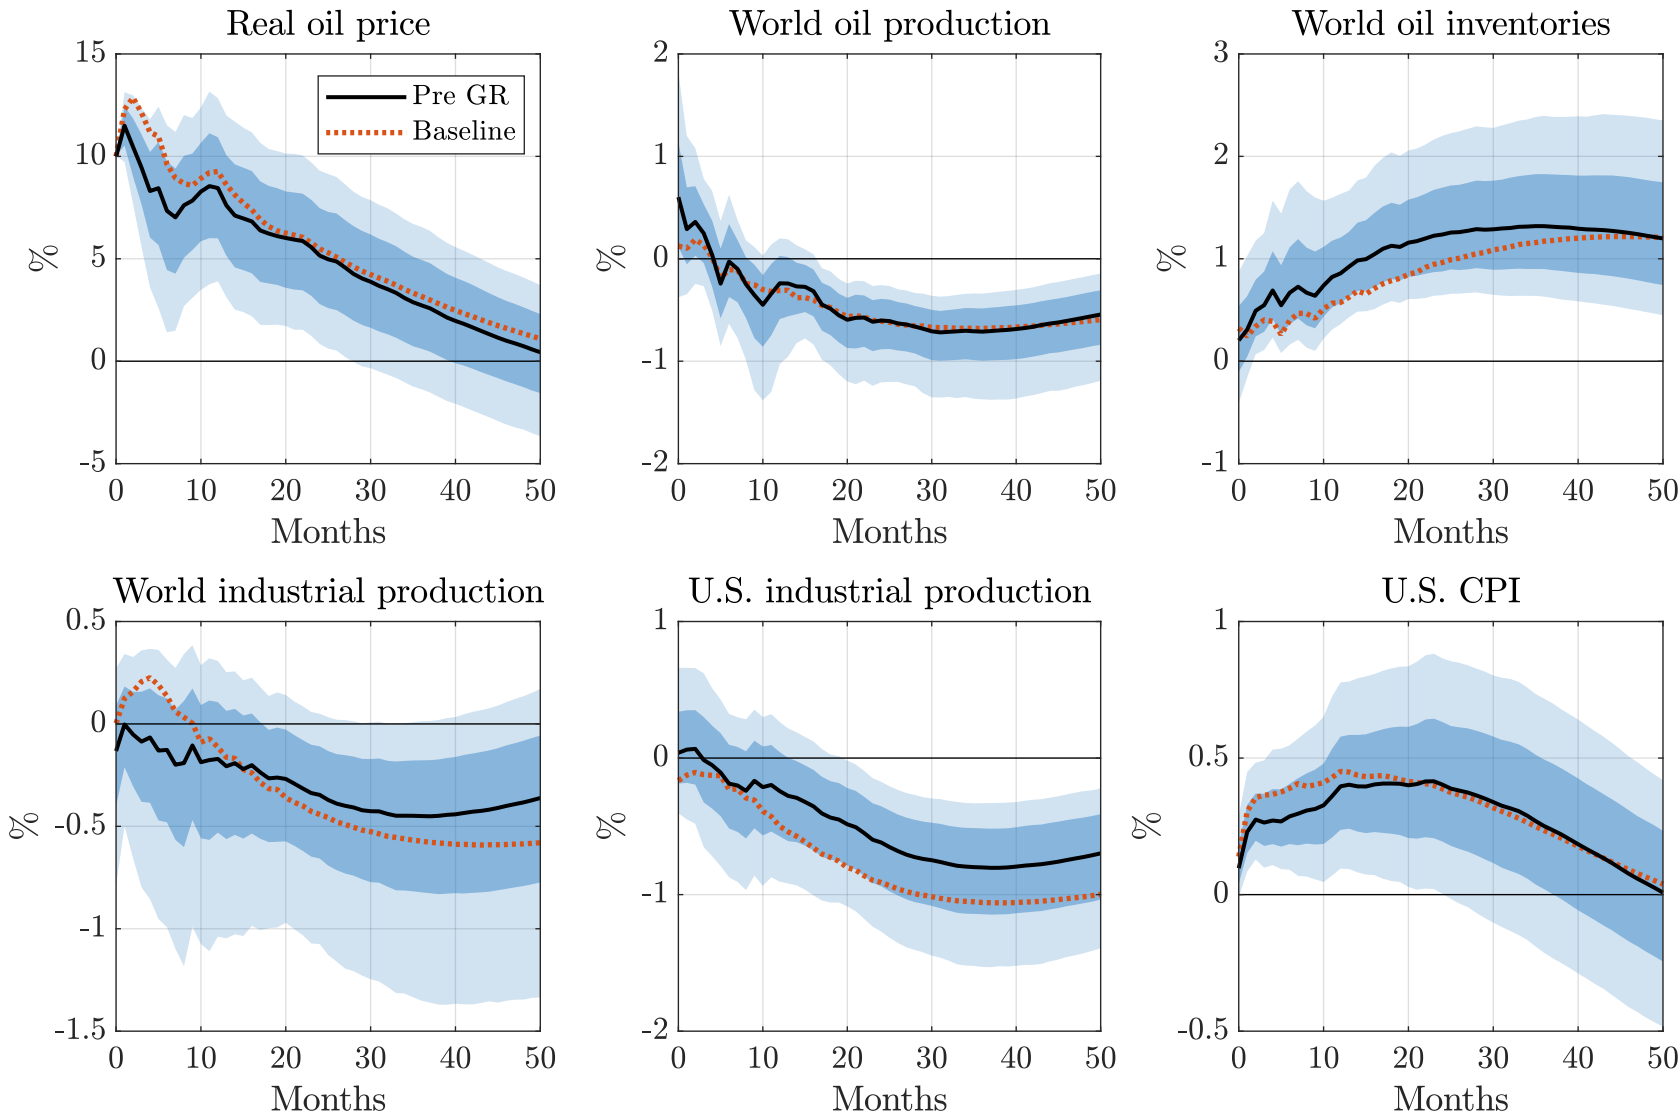 Real oil price
15
10
5
0
-5
%
0 10 20 30 40 50
Months
Pre GR
Baseline
World oil production
2
1
0
-1
-2
%
0 10 20 30 40 50
Months
World oil inventories
3
2
1
0
-1
%
0 10 20 30 40 50
Months
World industrial production
0.5
0
-0.5
-1
-1.5
%
0 10 20 30 40 50
Months
U.S. industrial production
1
0
-1
-2
%
0 10 20 30 40 50
Months
U.S. CPI
1
0.5
0
-0.5
%
0 10 20 30 40 50
Months